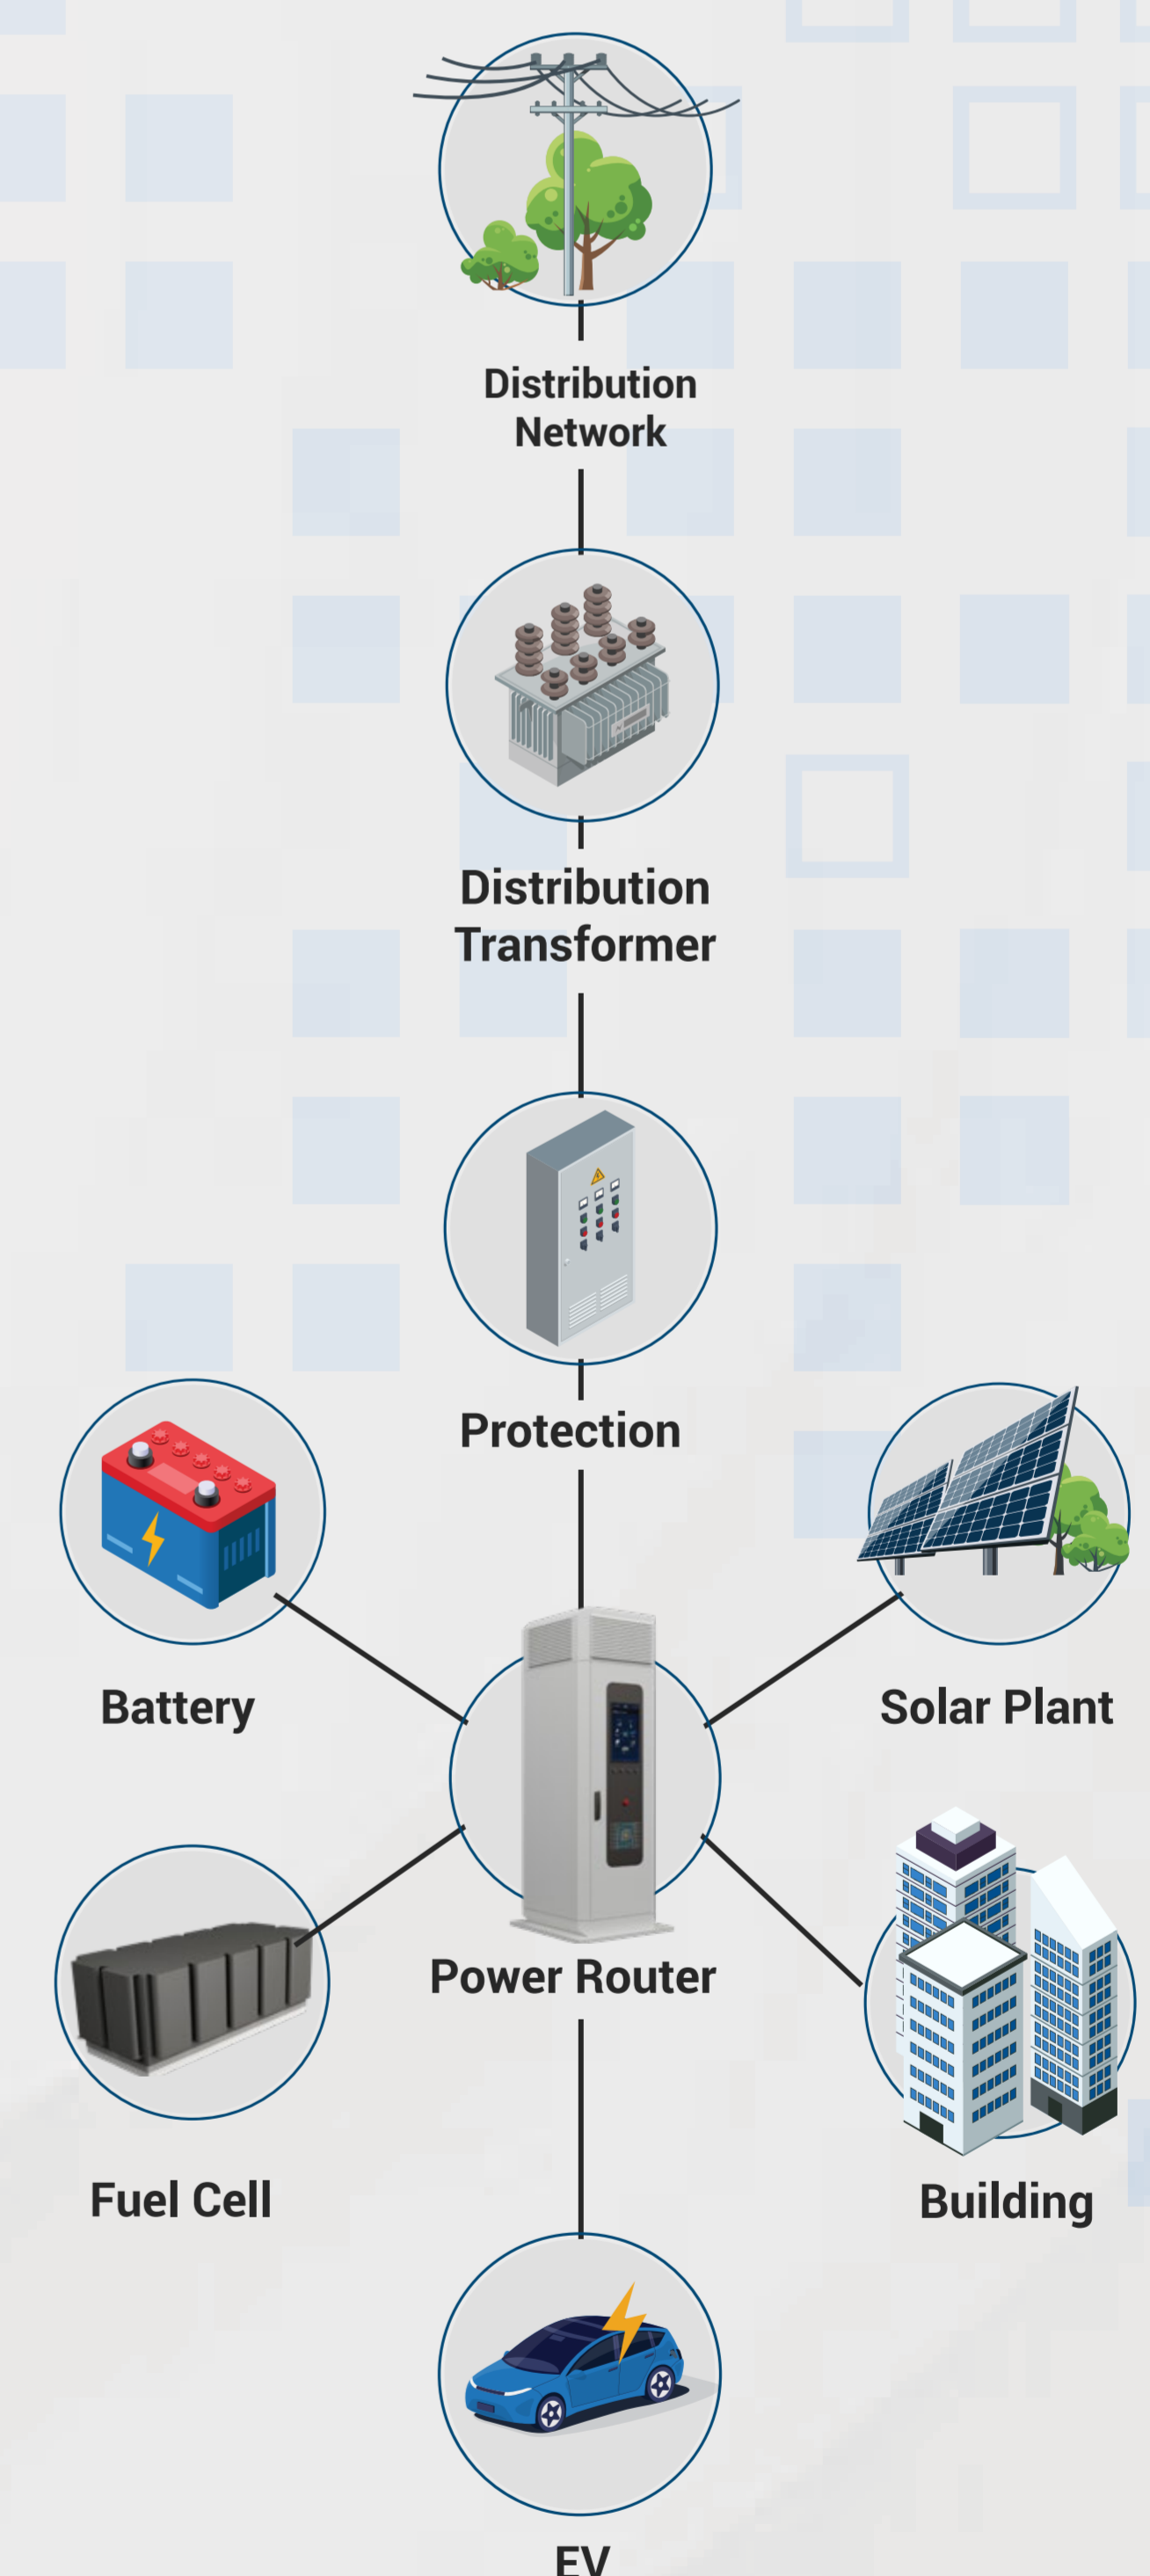 Distribution
Network
Distribution
Transformer
Protection
Battery
Solar Plant
Power Router
Fuel Cell
Building
EV